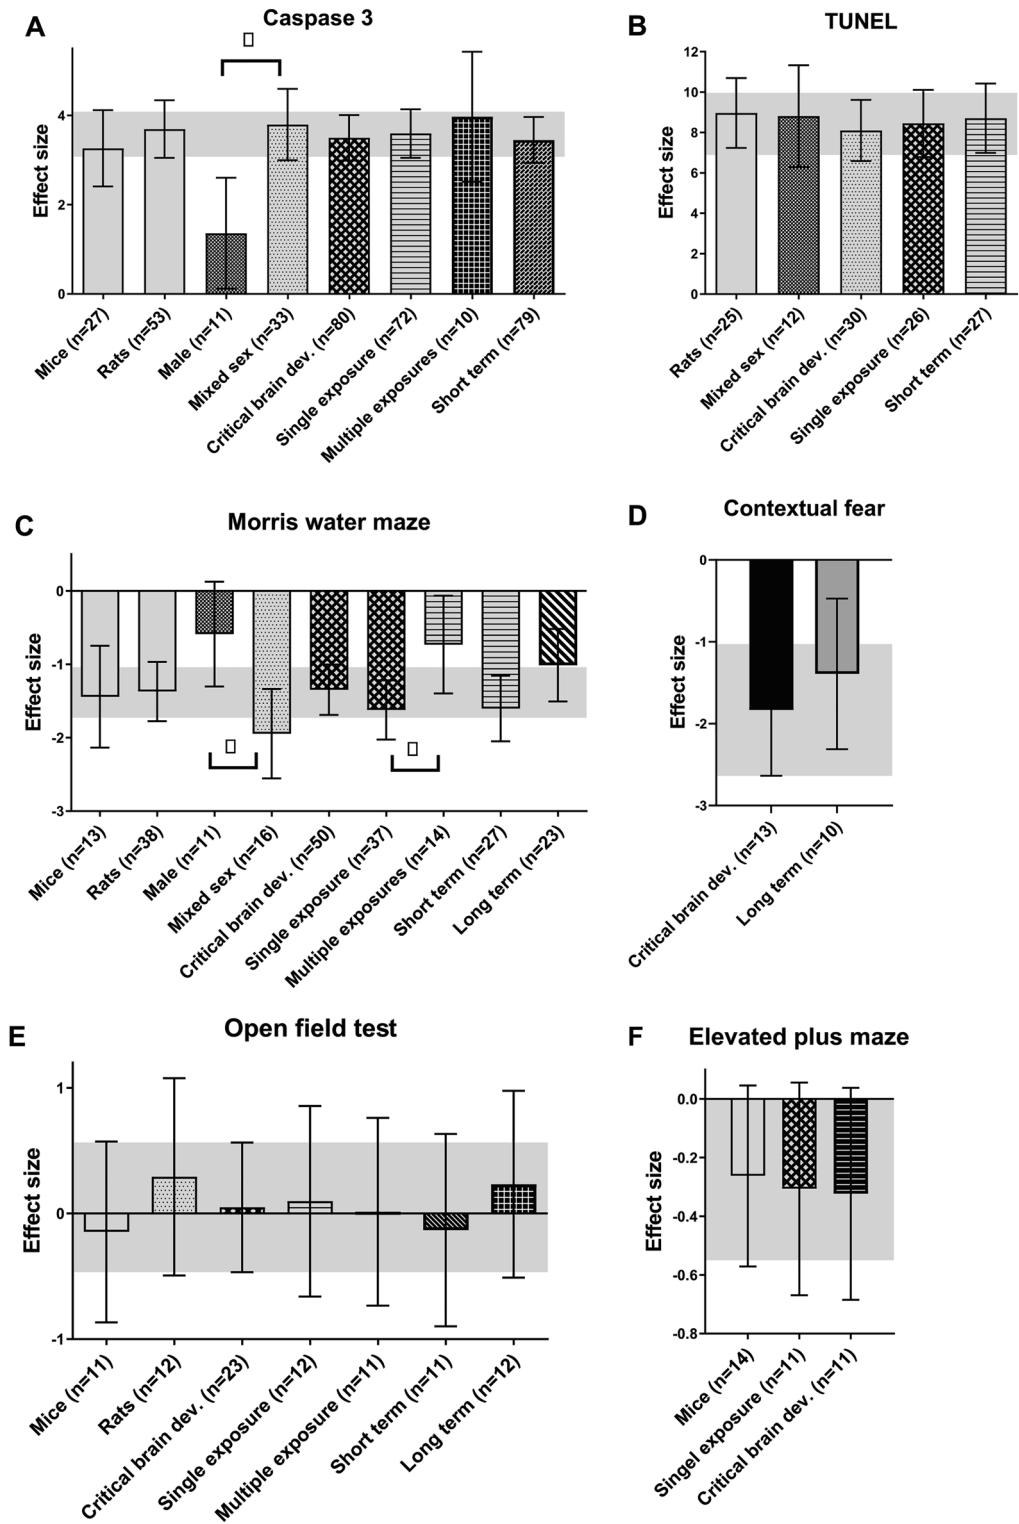 A
Caspase 3
Effect size
4
2
0
Mice (n=27)
Rats (n=53)
Male (n=11)
Mixed sex (n=33)
Critical brain dev. (n=80)
Single exposure (n=72)
Multiple exposures (n=10)
Short term (n=79)
B
TUNEL
Effect size
12
10
8
6
4
2
0
Rats (n=25)
Mixed sex (n=12)
Critical brain dev. (n=30)
Single exposure (n=26)
Short term (n=27)
C
Morris water maze
Effect size
0
-1
-2
-3
Mice (n=13)
Rats (n=38)
Male (n=11)
Mixed sex (n=16)
Critical brain dev. (n=50)
Single exposure (n=37)
Multiple exposures (n=14)
Short term (n=27)
Long term (n=23)
D
Contextual fear
Effect size
0
-1
-2
-3
Critical brain dev. (n=13)
Long term (n=10)
E
Open field test
Effect size
1
0
-1
Mice (n=11)
Rats (n=12)
Critical brain dev. (n=23)
Single exposure (n=12)
Multiple exposure (n=11)
Short term (n=11)
Long term (n=12)
F
Elevated plus maze
Effect size
0.0
-0.2
-0.4
-0.6
-0.8
Mice (n=14)
Singel exposure (n=11)
Critical brain dev. (n=11)